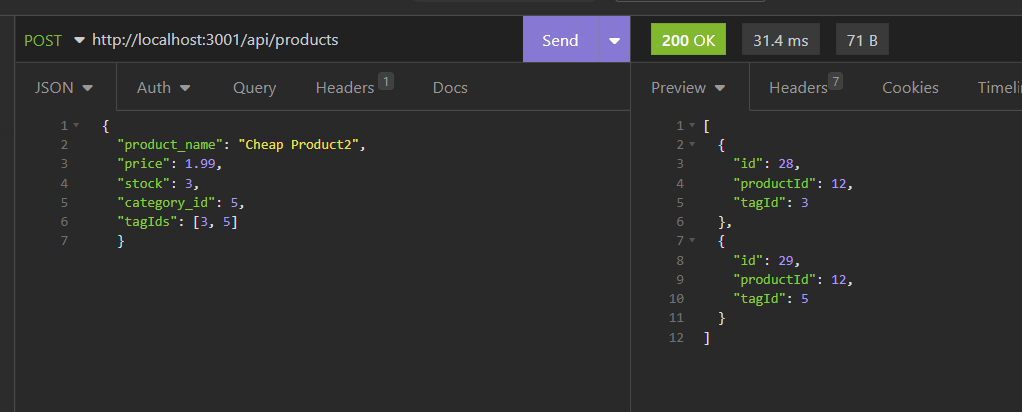 POST http://localhost:3001/api/products Send 200 OK 31.4 ms 71 B
JSON Auth Query Headers 1 Docs Preview Headers 7 Cookies Timeli
1 {
2 "product_name": "Cheap Product2",
3 "price": 1.99,
4 "stock": 3,
5 "category_id": 5,
6 "tagIds": [3, 5]
7 }
1 [
2 {
3 "id": 28,
4 "productId": 12,
5 "tagId": 3
6 },
7 {
8 "id": 29,
9 "productId": 12,
10 "tagId": 5
11 }
12 ]